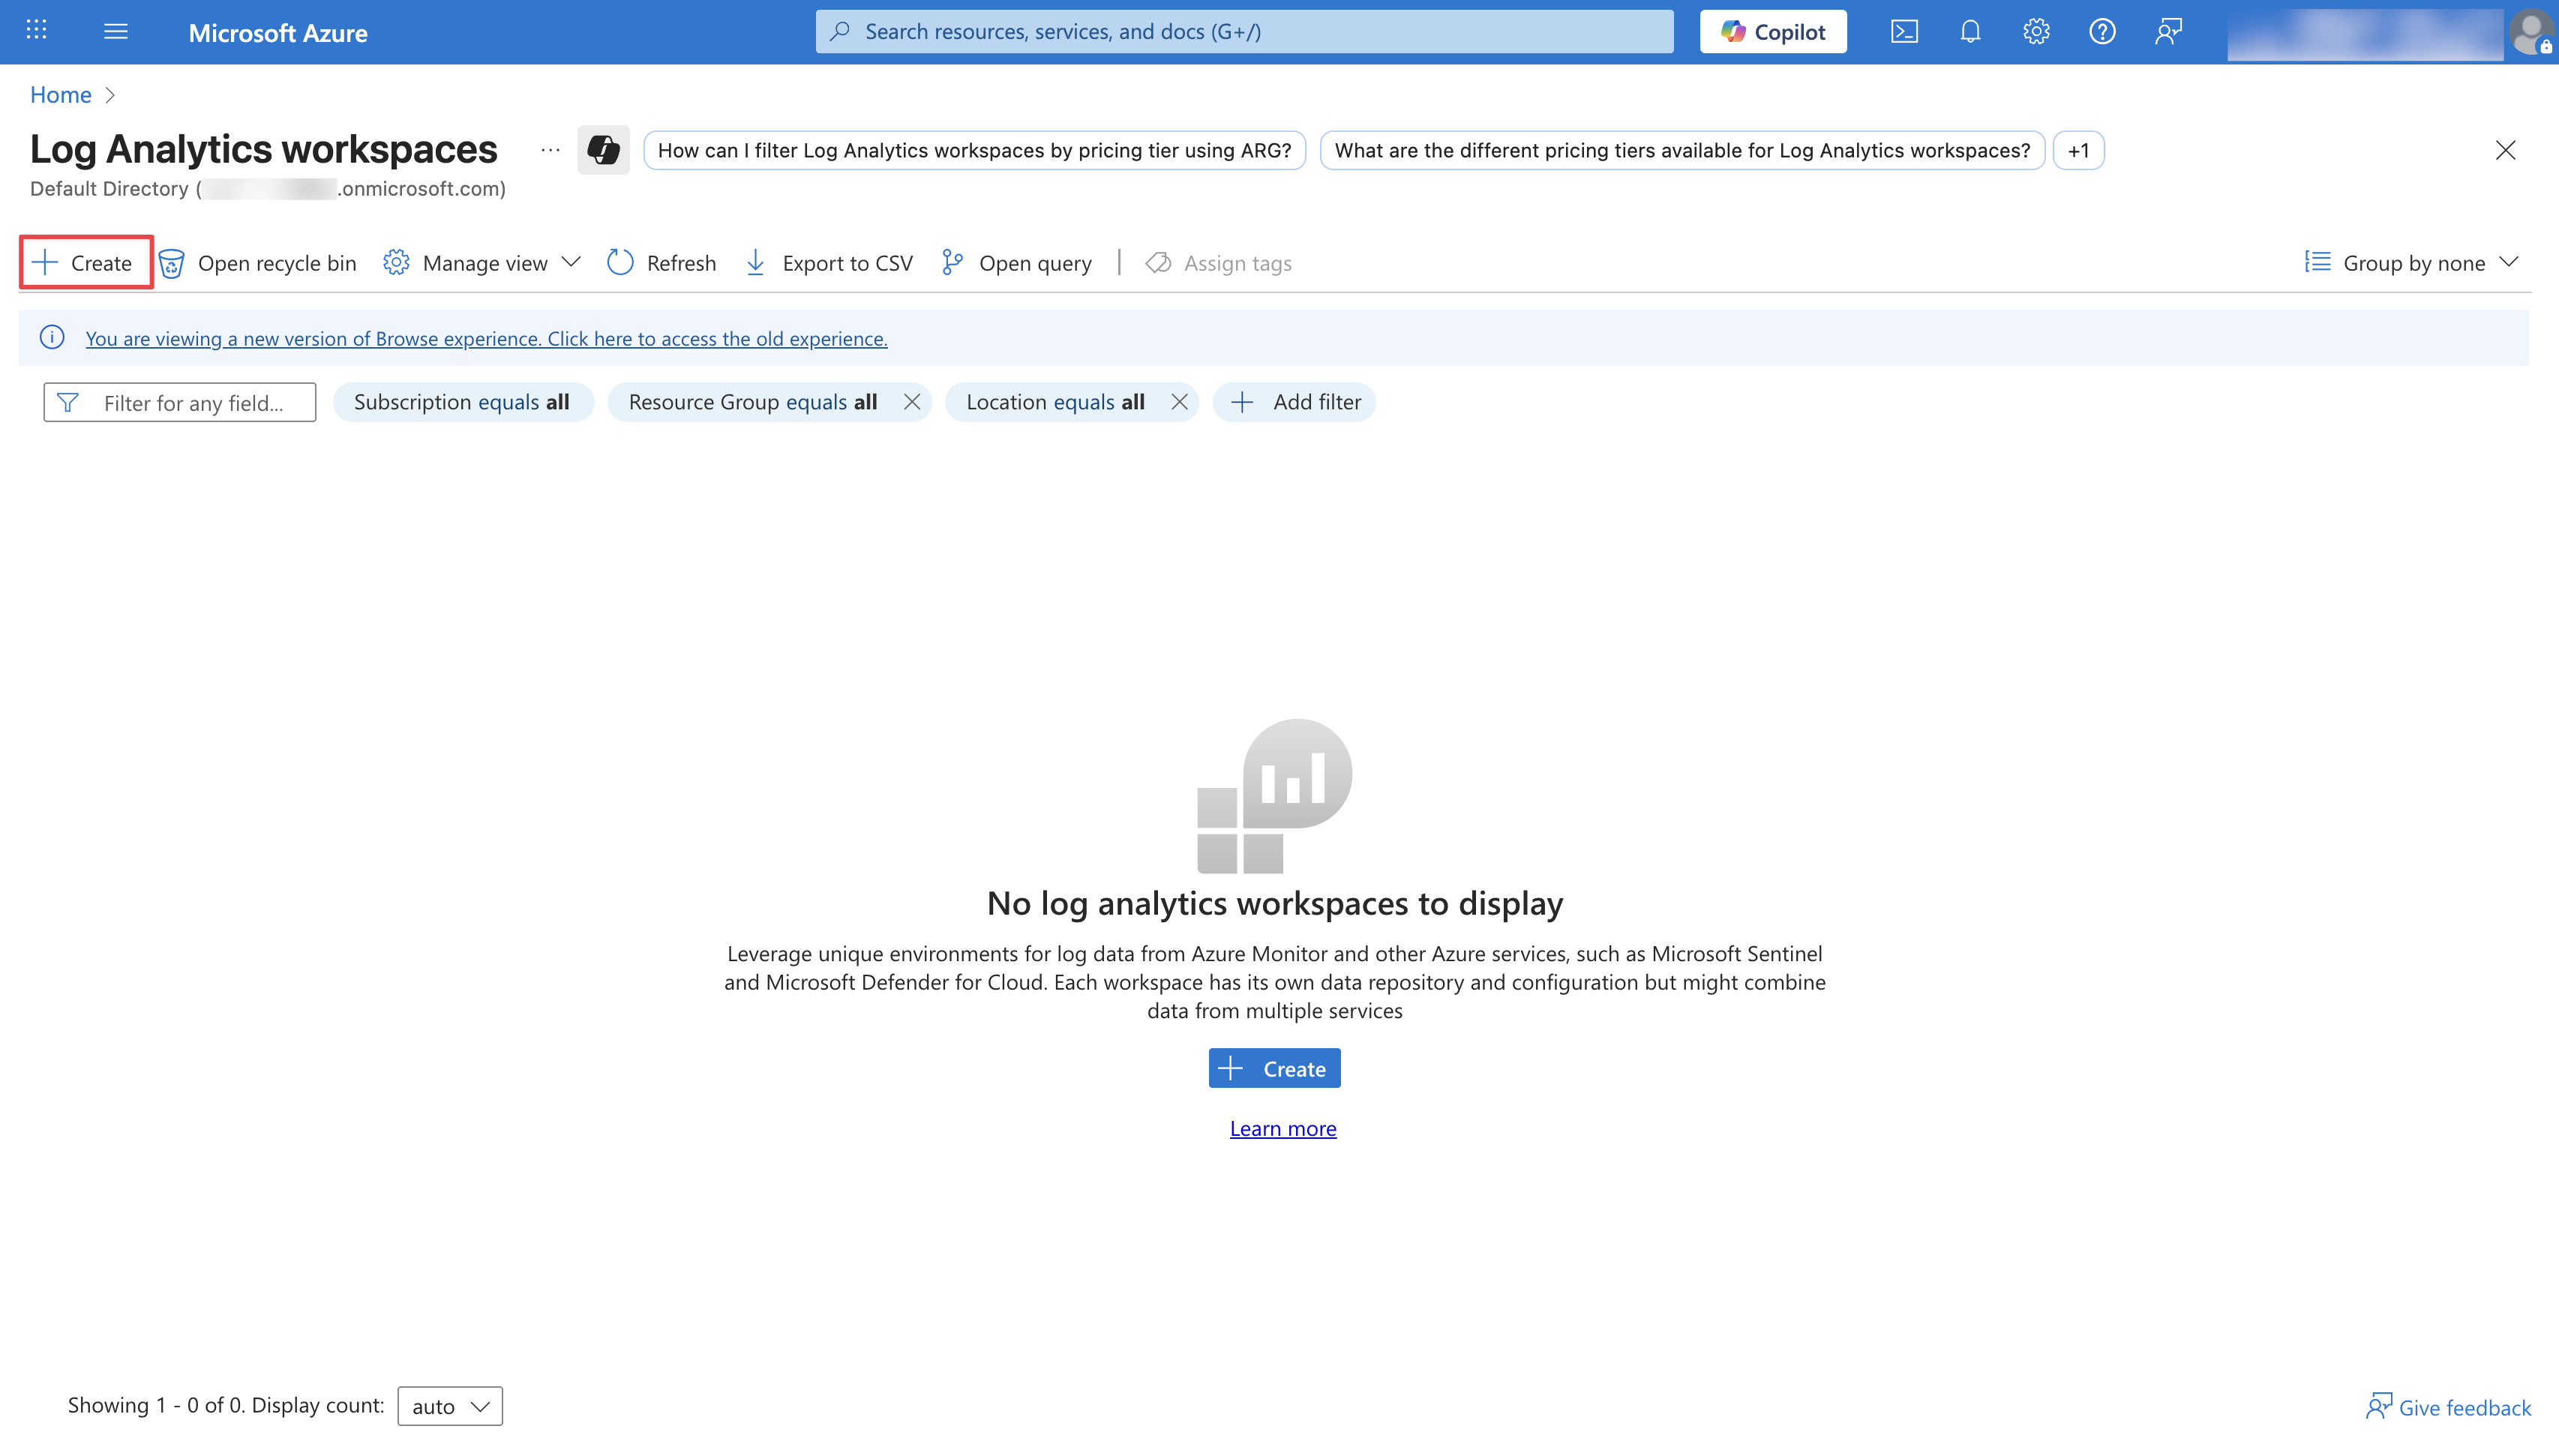 Microsoft Azure
Search resources, services, and docs (G+/)
Copilot
Home
Log Analytics workspaces
...
How can I filter Log Analytics workspaces by pricing tier using ARG?
What are the different pricing tiers available for Log Analytics workspaces?
+1
Default Directory (
.onmicrosoft.com)
Create
Open recycle bin
Manage view
Refresh
Export to CSV
Open query
Assign tags
Group by none
You are viewing a new version of Browse experience. Click here to access the old experience.
Filter for any field...
Subscription equals all
Resource Group equals all
Location equals all
Add filter
No log analytics workspaces to display
Leverage unique environments for log data from Azure Monitor and other Azure services, such as Microsoft Sentinel
and Microsoft Defender for Cloud. Each workspace has its own data repository and configuration but might combine
data from multiple services
Create
Learn more
Showing 1 - 0 of 0. Display count:
auto
Give feedback